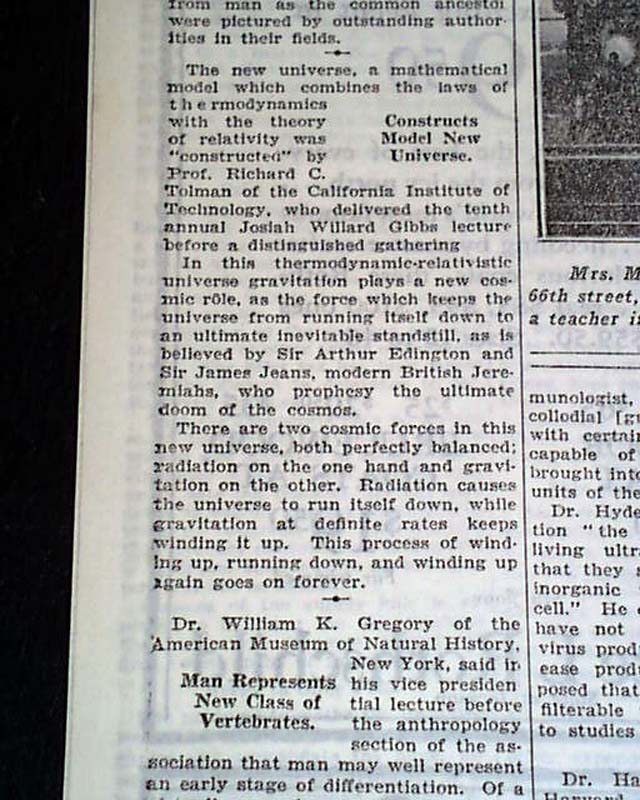 from man as the common ancestor
were pictured by outstanding author-
ities in their fields.
The new universe, a mathematical
model which combines the laws of
thermodynamics
with the theory
of relativity was
"constructed" by
Prof. Richard C.
Constructs
Model New
Universe.
Tolman of the California Institute of
Technology, who delivered the tenth
annual Josiah Willard Gibbs lecture
before a distinguished gathering
In this thermodynamic-relativistic
universe gravitation plays a new cos-
mic rôle, as the force which keeps the
universe from running itself down to
an ultimate inevitable standstill, as is
believed by Sir Arthur Edington and
Sir James Jeans, modern British Jere-
miahs, who prophesy the ultimate
doom of the cosmos.
There are two cosmic forces in this
new universe, both perfectly balanced;
radiation on the one hand and gravi-
tation on the other. Radiation causes
the universe to run itself down, while
gravitation at definite rates keeps
winding it up. This process of wind-
ing up, running down, and winding up
again goes on forever.
Dr. William K. Gregory of the
American Museum of Natural History,
New York, said in
his vice presiden
tial lecture before
the anthropology
section of the as-
Man Represents
New Class of
Vertebrates.
sociation that man may well represent
an early stage of differentiation. Of a
Mrs. M
66th street,
a teacher i
munologist,
collodial [g
with certai
capable of
brought into
units of the
Dr. Hyde
tion "the
living ultr
that they s
inorganic
cell." He
have not
virus prod
ease produ
posed that
filterable
to studies
Dr. Ha
Harvard